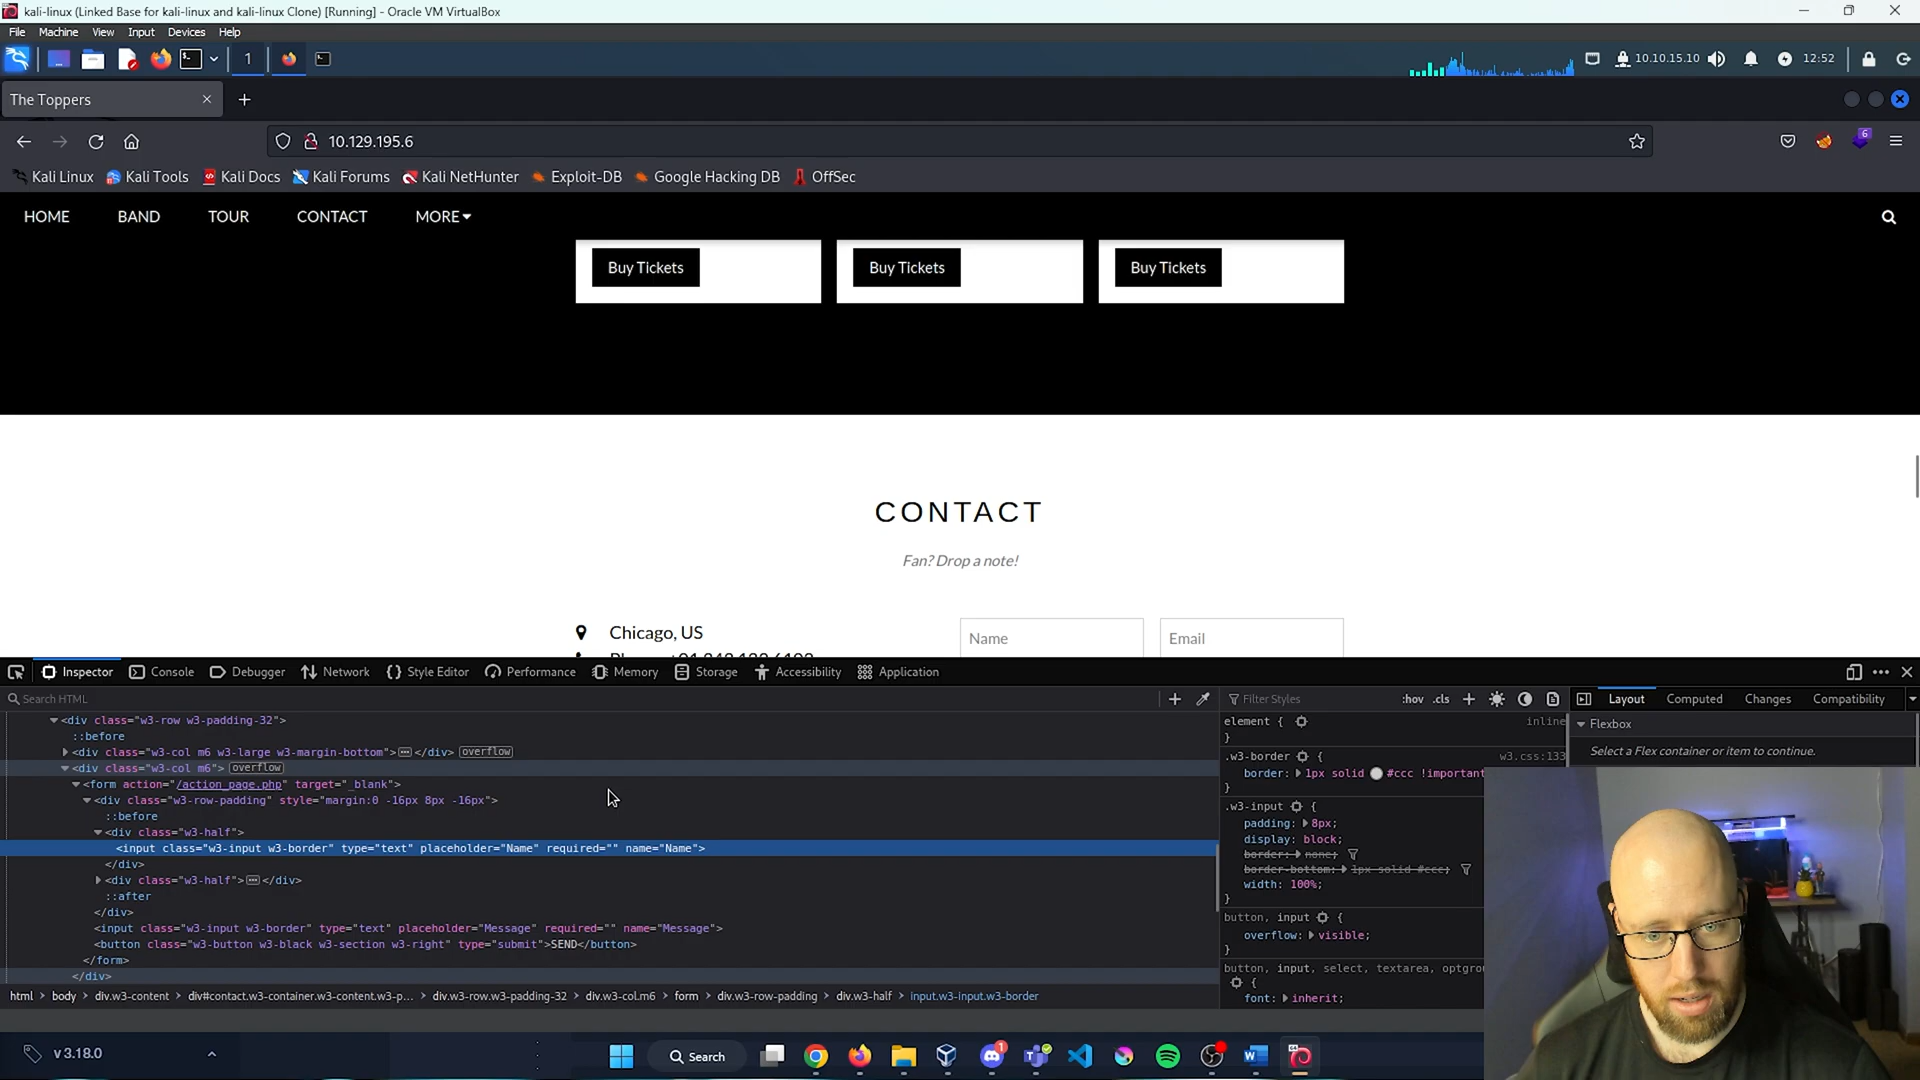 kali-linux (Linked Base for kali-linux and kali-linux Clone) [Running] - Oracle VM VirtualBox
File Machine View Input Devices Help
1 10.10.15.10 12:52
The Toppers
10.129.195.6 6
Kali Linux Kali Tools Kali Docs Kali Forums Kali NetHunter Exploit-DB Google Hacking DB OffSec
HOME BAND TOUR CONTACT MORE
Buy Tickets Buy Tickets Buy Tickets
CONTACT
Fan? Drop a note!
Chicago, US Name Email
Inspector Console Debugger Network Style Editor Performance Memory Storage Accessibility Application
Search HTML
<div class="w3-row w3-padding-32">
::before
<div class="w3-col m6 w3-large w3-margin-bottom"></div> overflow
<div class="w3-col m6"> overflow
<form action="/action_page.php" target="_blank">
<div class="w3-row-padding" style="margin:0 -16px 8px -16px">
::before
<div class="w3-half">
<input class="w3-input w3-border" type="text" placeholder="Name" required="" name="Name">
</div>
<div class="w3-half"></div>
::after
</div>
<input class="w3-input w3-border" type="text" placeholder="Message" required="" name="Message">
<button class="w3-button w3-black w3-section w3-right" type="submit">SEND</button>
</form>
</div>
html body div.w3-content div#contact.w3-container.w3-content.w3-p... div.w3-row.w3-padding-32 div.w3-col.m6 form div.w3-row-padding div.w3-half input.w3-input.w3-border
Filter Styles :hov .cls
element { inline
}
.w3-border { w3.css:133
border: 1px solid #ccc !important
}
.w3-input {
padding: 8px;
display: block;
border: none;
border-bottom: 1px solid #ccc;
width: 100%;
}
button, input {
overflow: visible;
}
button, input, select, textarea, optgrou
{
font: inherit;
Layout Computed Changes Compatibility
Flexbox
Select a Flex container or item to continue.
v 3.18.0
Search
1